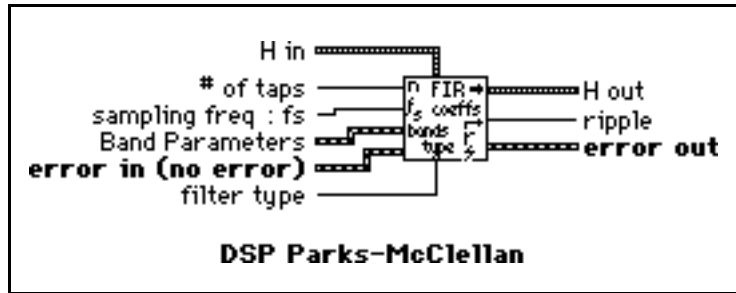 H in
# of taps
sampling freq : fs
Band Parameters
error in (no error)
filter type
n FIR
fs coeffs
bands r
type
H out
ripple
error out
DSP Parks-McClellan